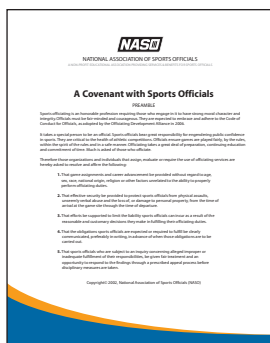 NASO
NATIONAL ASSOCIATION OF SPORTS OFFICIALS
A Covenant with Sports Officials
PREAMBLE
Sports officiating is an honorable profession requiring those who engage in it to have strong moral character and
integrity. Officials must be fair-minded and courageous. They are expected to embrace and adhere to the Code of
Conduct for Officials, as adopted by the Officiating Development Alliance in 2000.
It takes a special person to be an official. Sports officials bear great responsibility for engendering public confidence
in sports. They are critical to the health of athletic competitions. Officials ensure games are played fairly, by the rules,
within the spirit of the rules and in a safe manner. Officiating takes a great deal of preparation, continuing education
and commitment of time. Much is asked of those who officiate.
Therefore those organizations and individuals that assign, evaluate or require the use of officiating services are
hereby asked to resolve and affirm the following:
1. That game assignments and career advancement be provided without regard to age,
sex, race, national origin, religion or other factors unrelated to the ability to properly
perform officiating duties.
2. That effective security be provided to protect sports officials from physical assaults,
unseemly verbal abuse and the loss of, or damage to personal property, from the time of
arrival at the game site through the time of departure.
3. That efforts be supported to limit the liability sports officials can incur as a result of the
reasonable and customary decisions they make in fulfilling their officiating duties.
4. That the obligations sports officials are expected or required to fulfill be clearly
communicated, preferably in writing, in advance of when those obligations are to be
carried out.
5. That sports officials who are subject to an inquiry concerning alleged improper or
inadequate fulfillment of their responsibilities, be given fair treatment and an
opportunity to respond to the findings through a prescribed appeal process before
disciplinary measures are taken.
Copyright© 2002, National Association of Sports Officials (NASO)